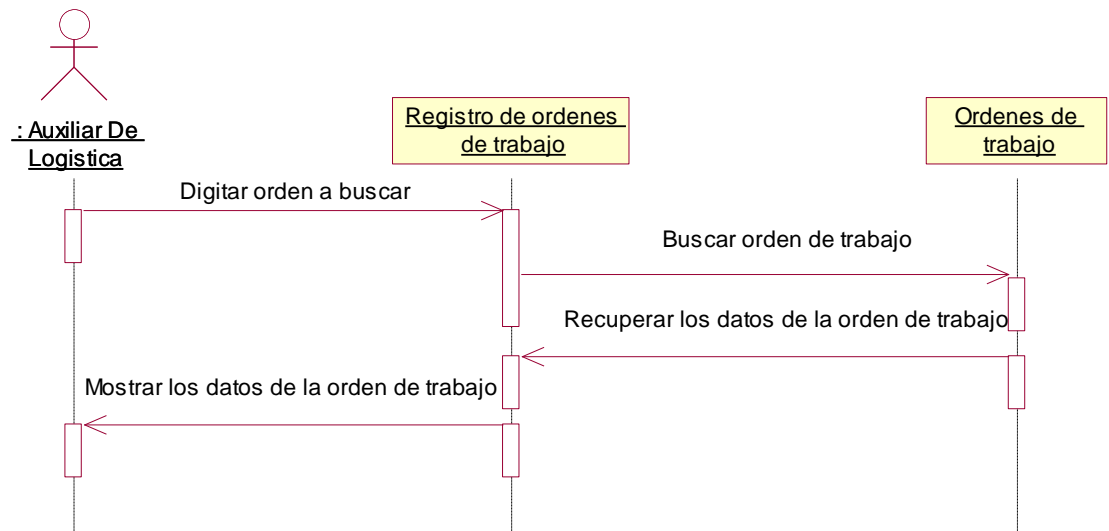 : Auxiliar De
Logistica
Registro de ordenes
de trabajo
Ordenes de
trabajo
Digitar orden a buscar
Buscar orden de trabajo
Recuperar los datos de la orden de trabajo
Mostrar los datos de la orden de trabajo